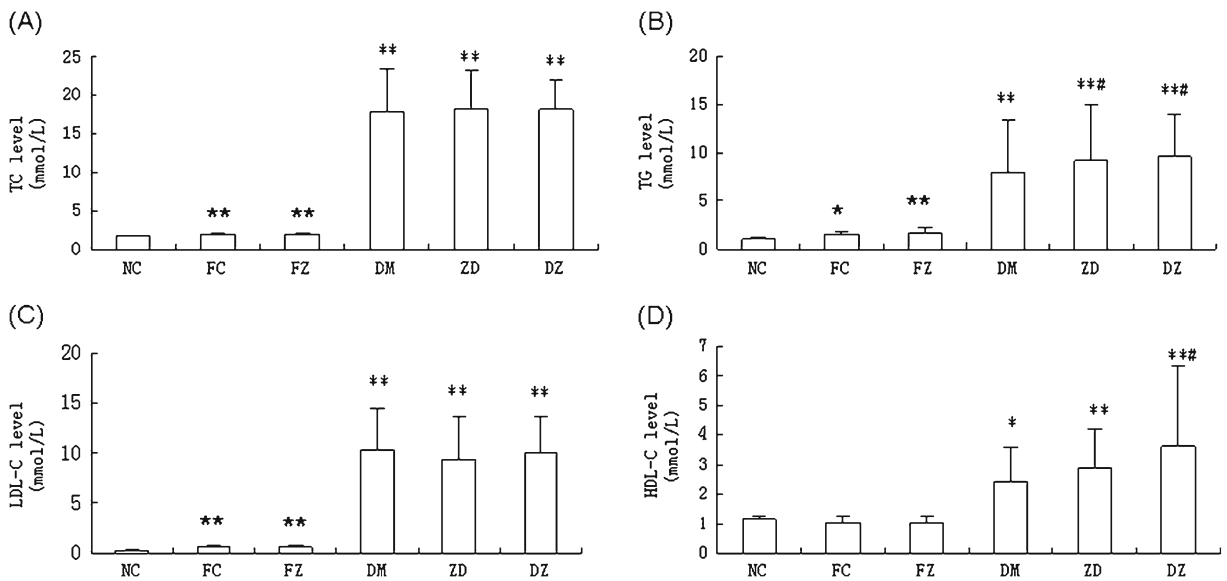 (A)
TC level
(mmol/L)
25
20
15
10
5
0
** ** ‡‡ ‡‡ ‡‡
NC FC FZ DM ZD DZ
(B)
TG level
(mmol/L)
20
15
10
5
0
* ** ‡‡ ‡‡# ‡‡#
NC FC FZ DM ZD DZ
(C)
LDL-C level
(mmol/L)
20
15
10
5
0
** ** ‡‡ ‡‡ ‡‡
NC FC FZ DM ZD DZ
(D)
HDL-C level
(mmol/L)
7
6
5
4
3
2
1
0
‡ ‡‡ ‡‡#
NC FC FZ DM ZD DZ